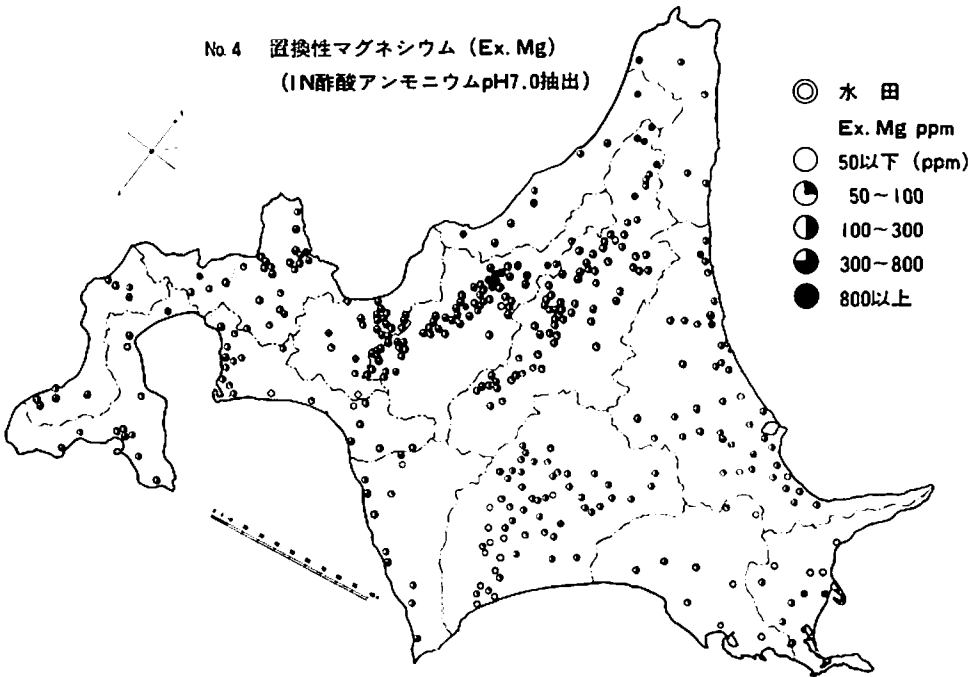 No. 4 置換性マグネシウム (Ex. Mg)
(1N酢酸アンモニウムpH7.0抽出)
水 田
Ex. Mg ppm
50以下 (ppm)
50~100
100~300
300~800
800以上